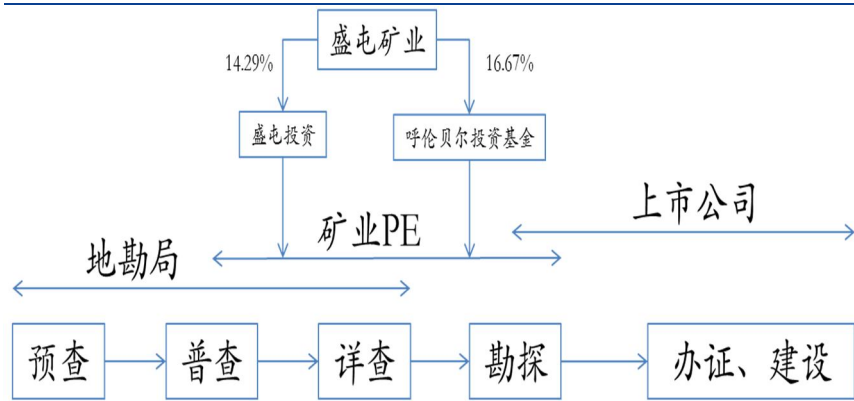 盛屯矿业
14.29%
16.67%
盛屯投资
呼伦贝尔投资基金
上市公司
矿业PE
地勘局
预查
普查
详查
勘探
办证、建设